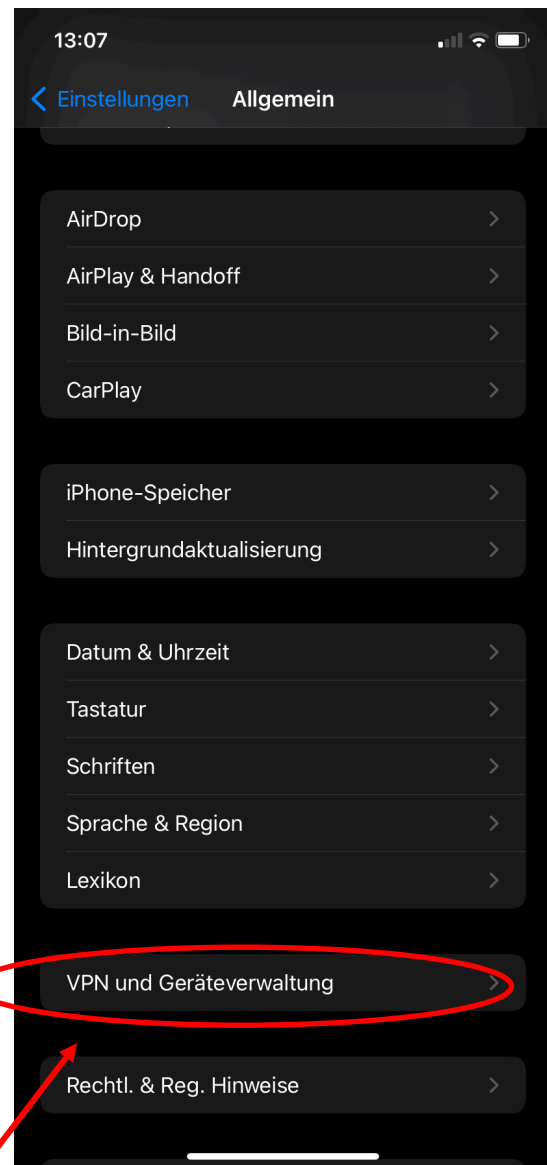 13:07
Einstellungen Allgemein
AirDrop
AirPlay & Handoff
Bild-in-Bild
CarPlay
iPhone-Speicher
Hintergrundaktualisierung
Datum & Uhrzeit
Tastatur
Schriften
Sprache & Region
Lexikon
VPN und Geräteverwaltung
Rechtl. & Reg. Hinweise